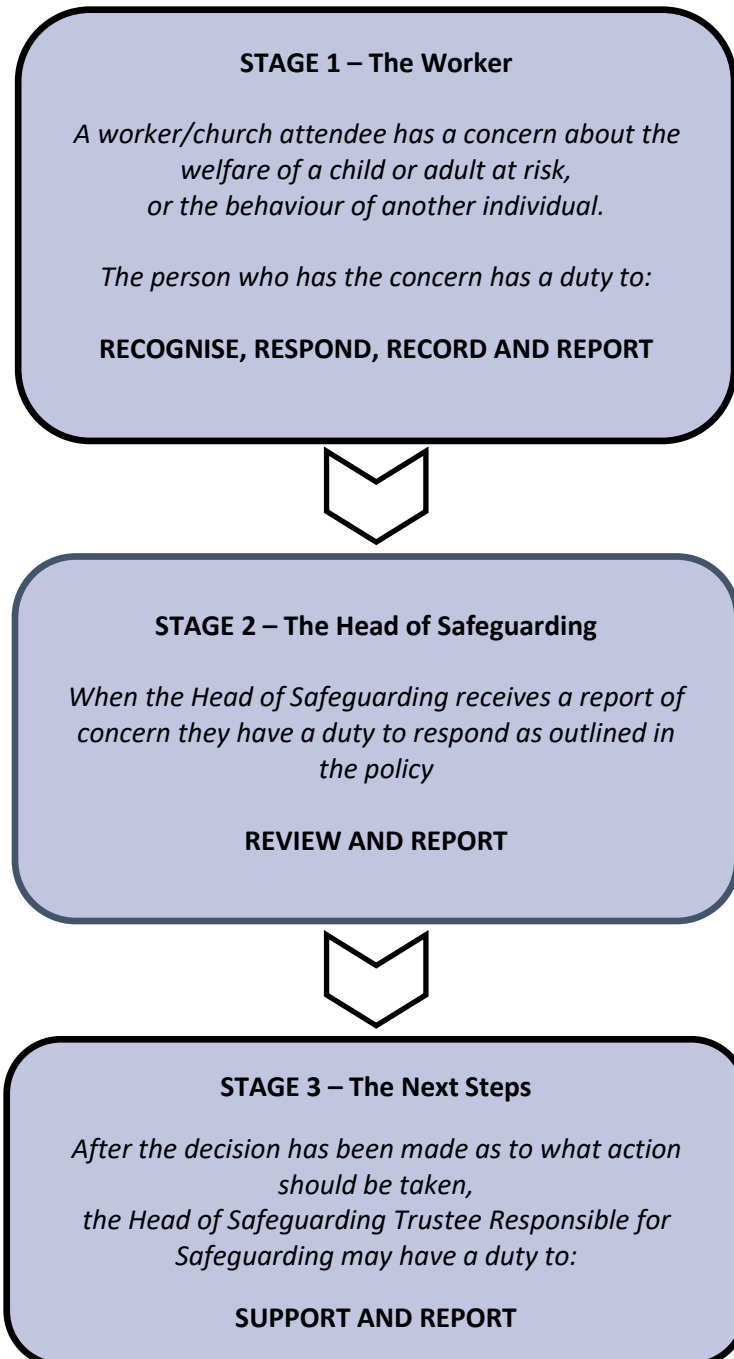 STAGE 1 – The Worker
A worker/church attendee has a concern about the
welfare of a child or adult at risk,
or the behaviour of another individual.
The person who has the concern has a duty to:
RECOGNISE, RESPOND, RECORD AND REPORT
STAGE 2 – The Head of Safeguarding
When the Head of Safeguarding receives a report of
concern they have a duty to respond as outlined in
the policy
REVIEW AND REPORT
STAGE 3 – The Next Steps
After the decision has been made as to what action
should be taken,
the Head of Safeguarding Trustee Responsible for
Safeguarding may have a duty to:
SUPPORT AND REPORT